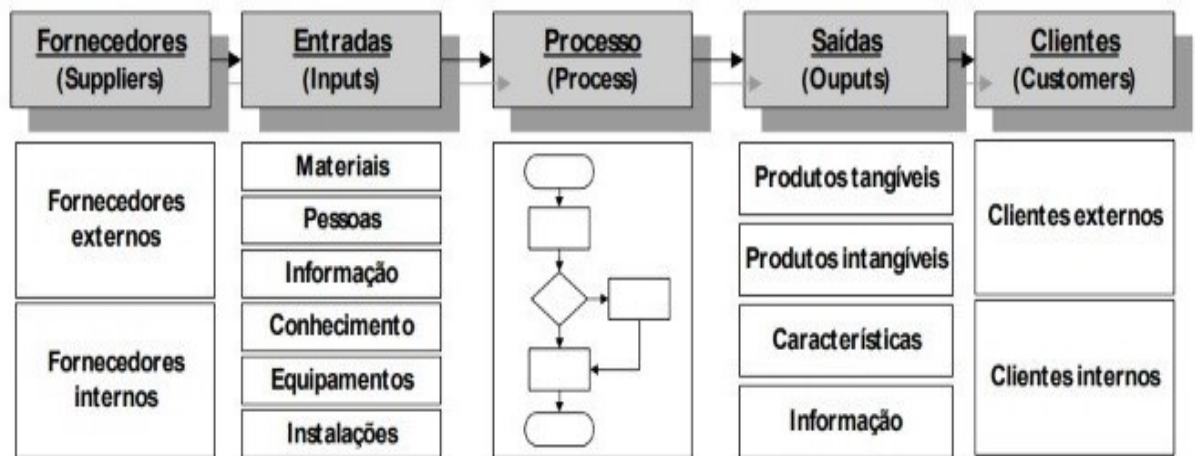 Fornecedores
(Suppliers)
Entradas
(Inputs)
Processo
(Process)
Saídas
(Ouputs)
Clientes
(Customers)
Fornecedores
externos
Fornecedores
internos
Materiais
Pessoas
Informação
Conhecimento
Equipamentos
Instalações
Produtos tangíveis
Produtos intangíveis
Características
Informação
Clientes externos
Clientes internos